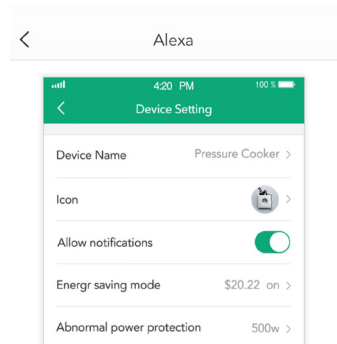 Alexa
4:20 PM 100 %
Device Setting
Device Name Pressure Cooker
Icon
Allow notifications
Energr saving mode $20.22 on
Abnormal power protection 500w